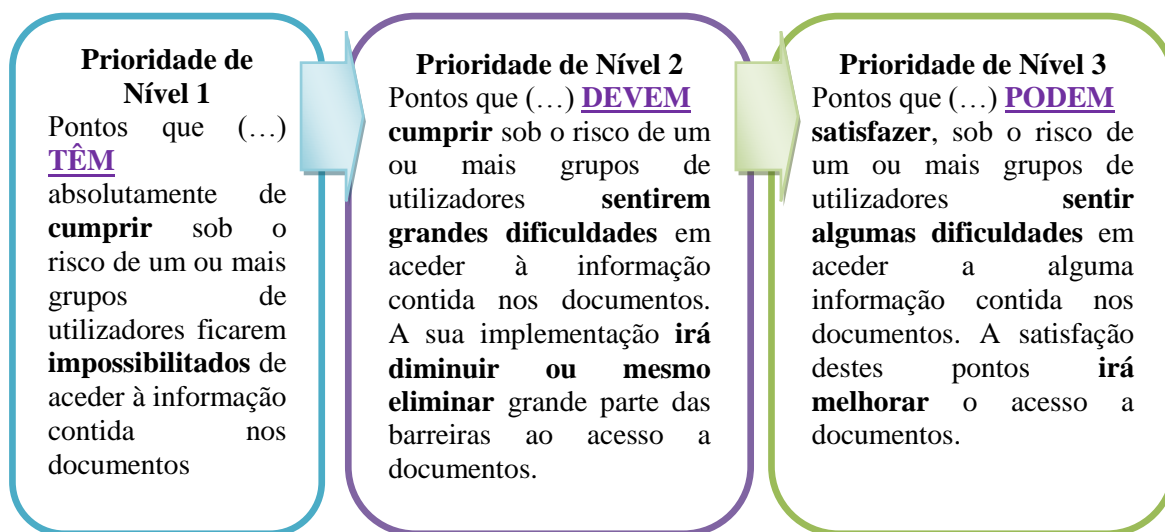 Prioridade de
Nível 1
Pontos que (…)
TÊM
absolutamente de
cumprir sob o
risco de um ou mais
grupos de
utilizadores ficarem
impossibilitados de
aceder à informação
contida nos
documentos
Prioridade de Nível 2
Pontos que (…) DEVEM
cumprir sob o risco de um
ou mais grupos de
utilizadores sentirem
grandes dificuldades em
aceder à informação
contida nos documentos.
A sua implementação irá
diminuir ou mesmo
eliminar grande parte das
barreiras ao acesso a
documentos.
Prioridade de Nível 3
Pontos que (…) PODEM
satisfazer, sob o risco de
um ou mais grupos de
utilizadores sentir
algumas dificuldades em
aceder a alguma
informação contida nos
documentos. A satisfação
destes pontos irá
melhorar o acesso a
documentos.